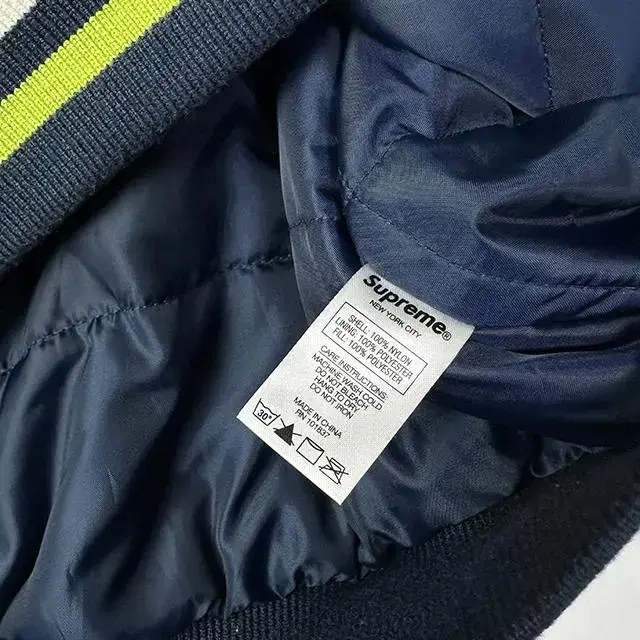 Supreme®
NEW YORK CITY
SHELL: 100% NYLON
LINING: 100% POLYESTER
FILL: 100% POLYESTER
CARE INSTRUCTIONS:
MACHINE WASH COLD
DO NOT BLEACH
HANG TO DRY
DO NOT IRON
MADE IN CHINA
RN 101837
30°